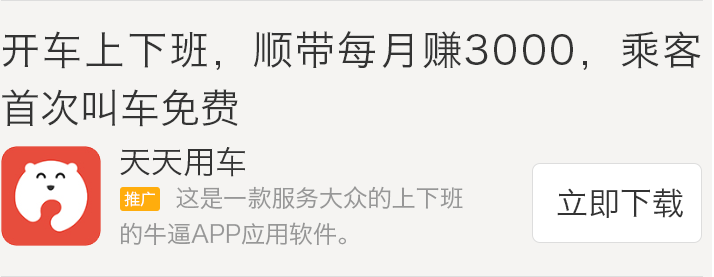 开车上下班，顺带每月赚3000，乘客
首次叫车免费
天天用车
推广 这是一款服务大众的上下班
的牛逼APP应用软件。
立即下载